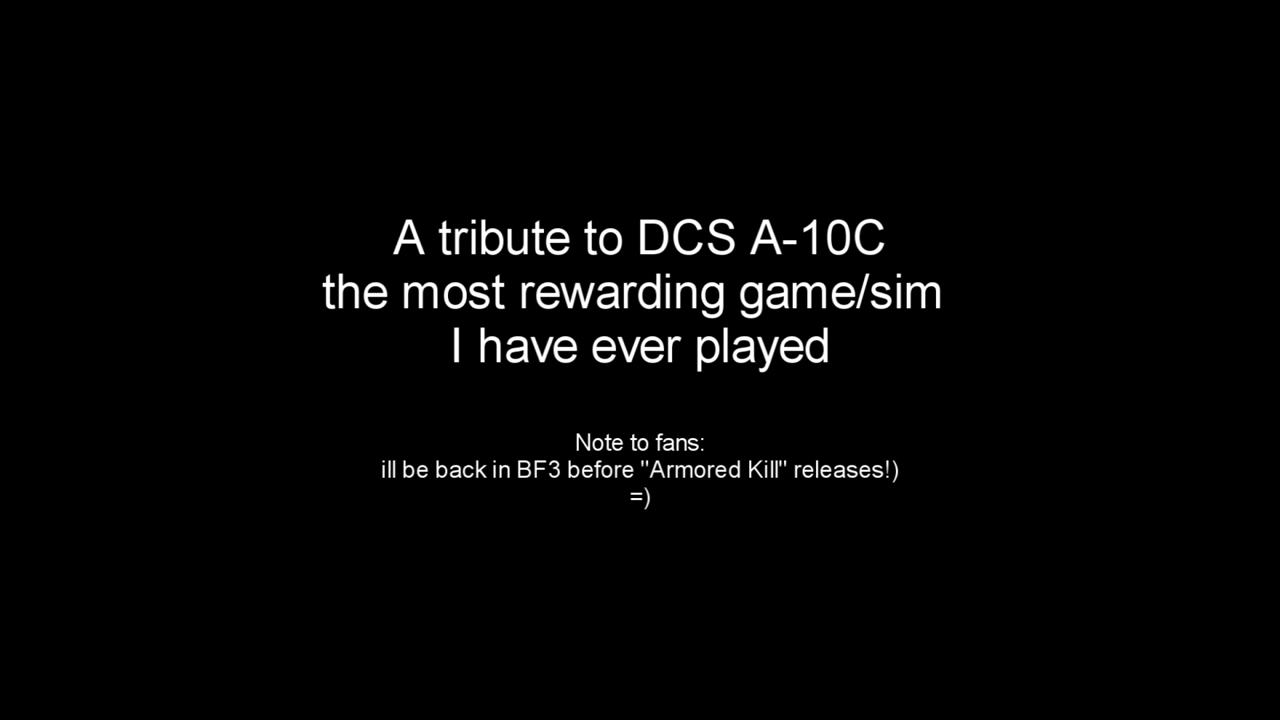 A tribute to DCS A-10C
the most rewarding game/sim
I have ever played
Note to fans:
ill be back in BF3 before "Armored Kill" releases!)
=)